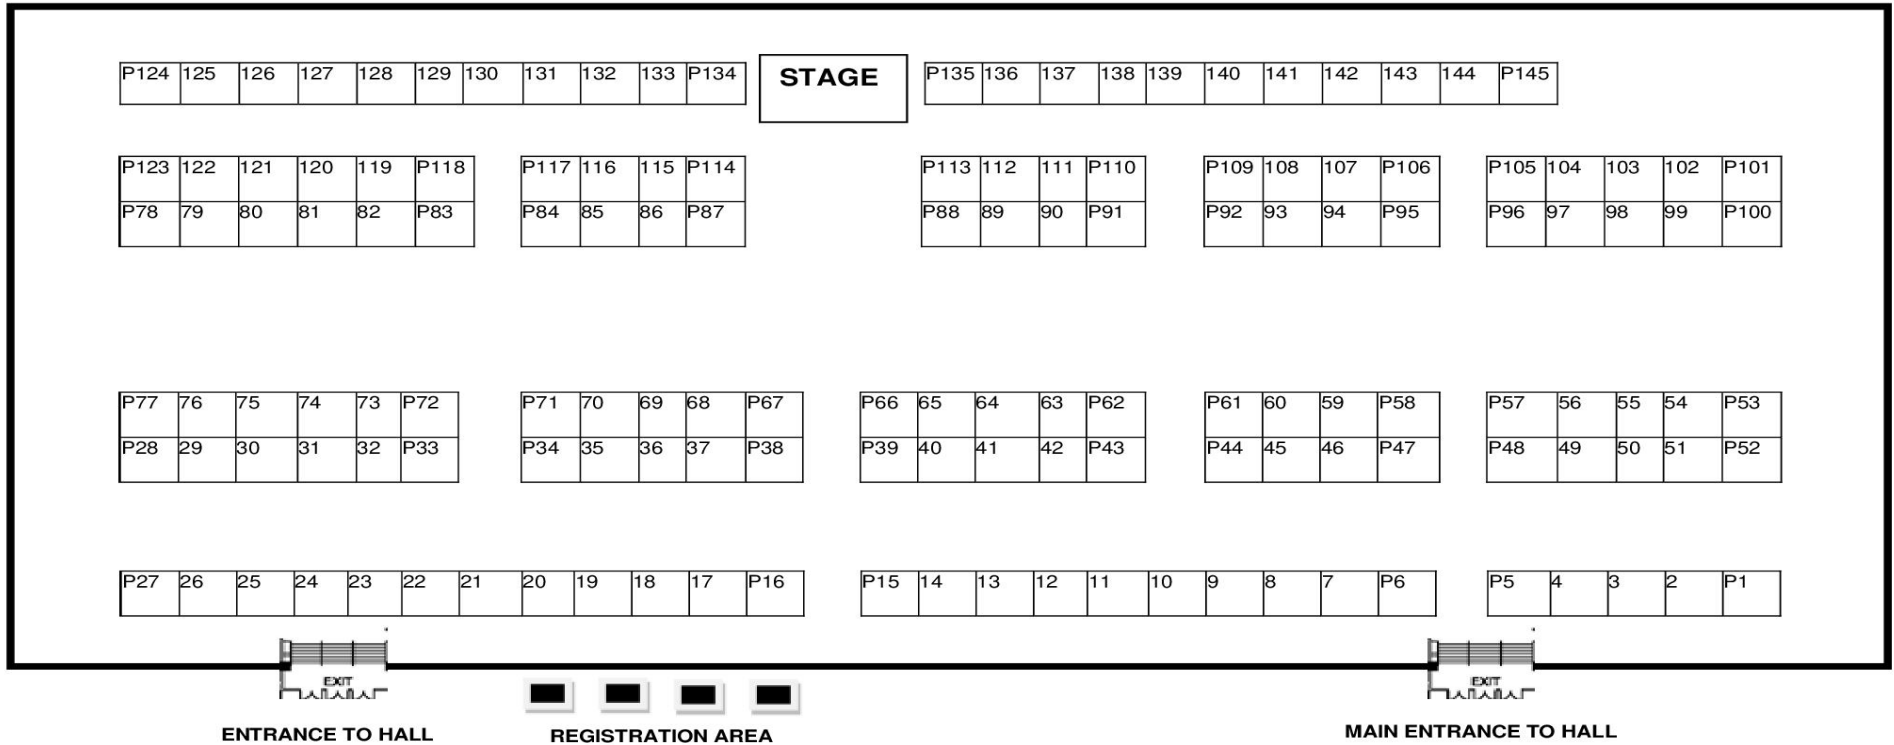 P124 125 126 127 128 129 130 131 132 133 P134 STAGE P135 136 137 138 139 140 141 142 143 144 P145
P123 122 121 120 119 P118 P117 116 115 P114 P113 112 111 P110 P109 108 107 P106 P105 104 103 102 P101
P78 79 80 81 82 P83 P84 85 86 P87 P88 89 90 P91 P92 93 94 P95 P96 97 98 99 P100
P77 76 75 74 73 P72 P71 70 69 68 P67 P66 65 64 63 P62 P61 60 59 P58 P57 56 55 54 P53
P28 29 30 31 32 P33 P34 35 36 37 P38 P39 40 41 42 P43 P44 45 46 P47 P48 49 50 51 P52
P27 26 25 24 23 22 21 20 19 18 17 P16 P15 14 13 12 11 10 9 8 7 P6 P5 4 3 2 P1
EXIT EXIT
ENTRANCE TO HALL REGISTRATION AREA MAIN ENTRANCE TO HALL